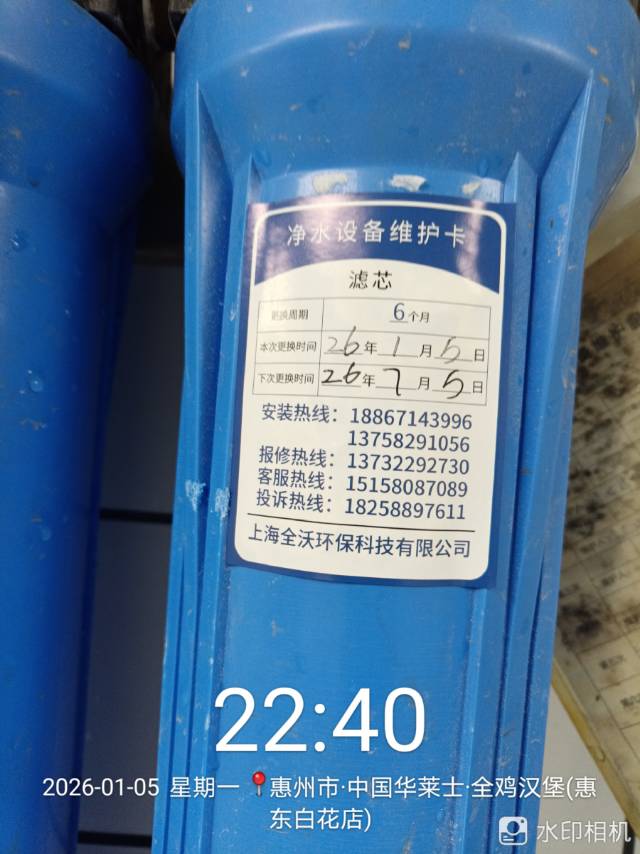 净水设备维护卡
滤芯
更换周期 6个月
本次更换时间 26年1月5日
下次更换时间 26年7月5日
安装热线：18867143996
13758291056
报修热线：13732292730
客服热线：15158087089
投诉热线：18258897611
上海全沃环保科技有限公司
22:40
2026-01-05 星期一 惠州市·中国华莱士·全鸡汉堡(惠
东白花店)
水印相机